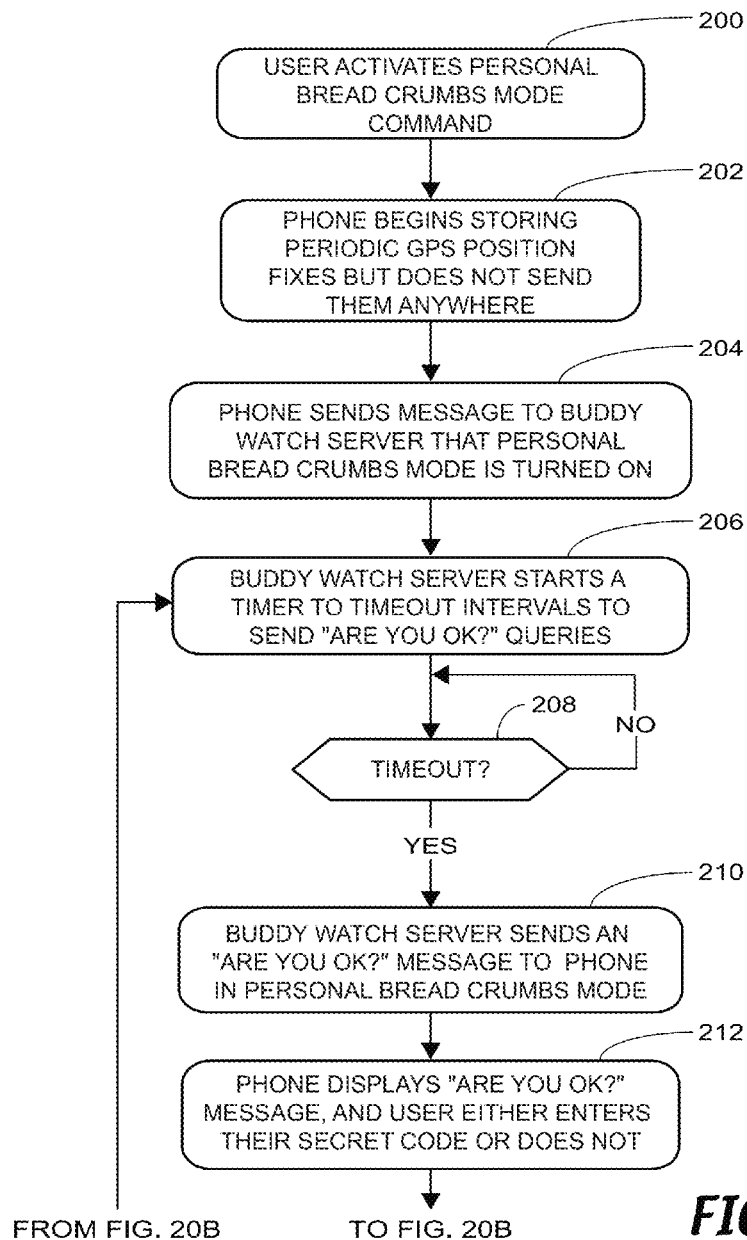 200
USER ACTIVATES PERSONAL
BREAD CRUMBS MODE
COMMAND
202
PHONE BEGINS STORING
PERIODIC GPS POSITION
FIXES BUT DOES NOT SEND
THEM ANYWHERE
204
PHONE SENDS MESSAGE TO BUDDY
WATCH SERVER THAT PERSONAL
BREAD CRUMBS MODE IS TURNED ON
206
BUDDY WATCH SERVER STARTS A
TIMER TO TIMEOUT INTERVALS TO
SEND "ARE YOU OK?" QUERIES
208
NO
TIMEOUT?
YES
210
BUDDY WATCH SERVER SENDS AN
"ARE YOU OK?" MESSAGE TO PHONE
IN PERSONAL BREAD CRUMBS MODE
212
PHONE DISPLAYS "ARE YOU OK?"
MESSAGE, AND USER EITHER ENTERS
THEIR SECRET CODE OR DOES NOT
FROM FIG. 20B
TO FIG. 20B